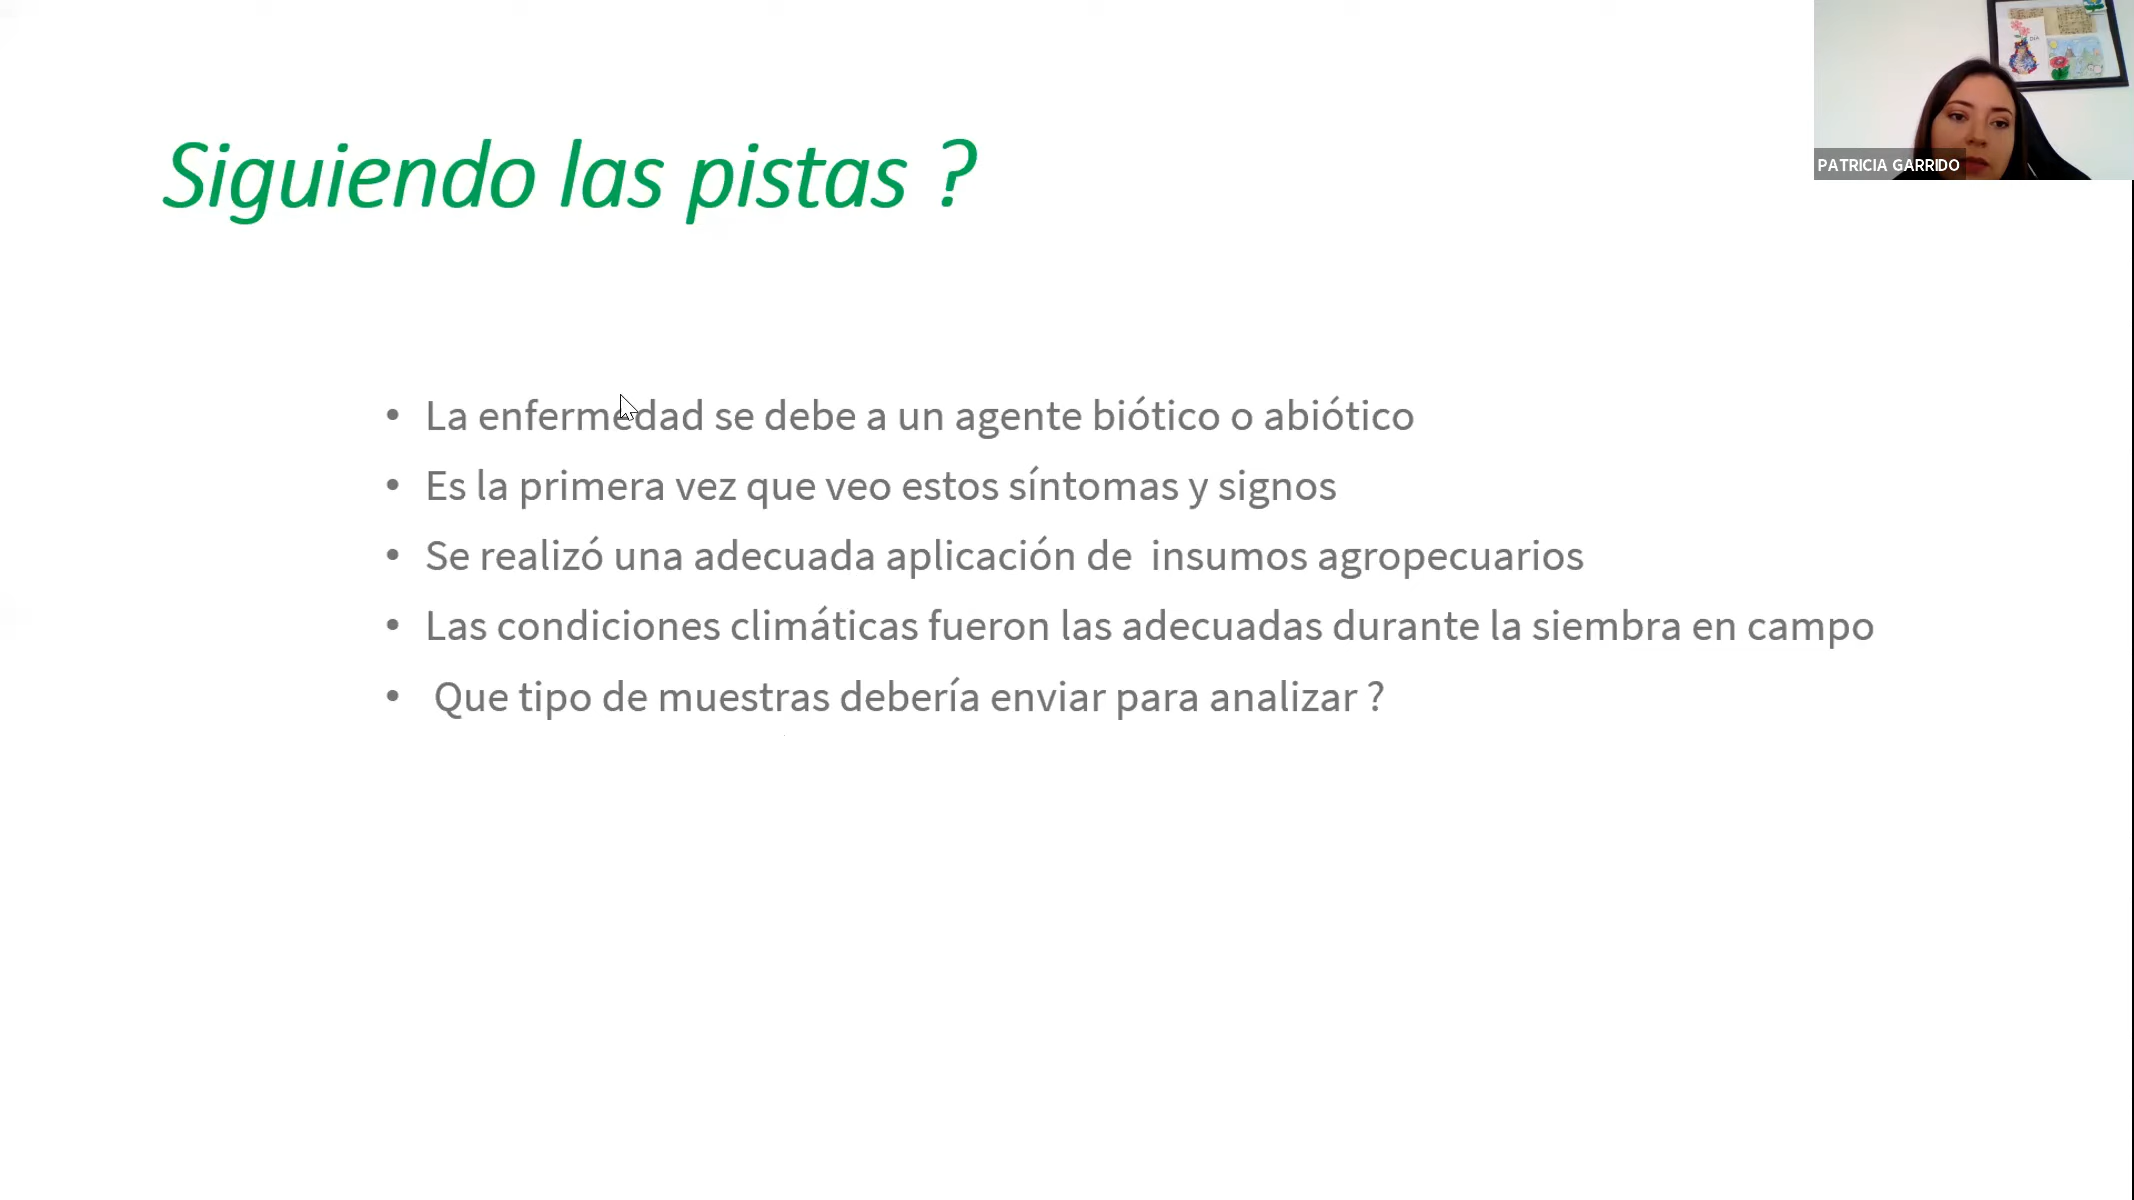 Siguiendo las pistas ?
PATRICIA GARRIDO
• La enfermedad se debe a un agente biótico o abiótico
• Es la primera vez que veo estos síntomas y signos
• Se realizó una adecuada aplicación de  insumos agropecuarios
• Las condiciones climáticas fueron las adecuadas durante la siembra en campo
• Que tipo de muestras debería enviar para analizar ?